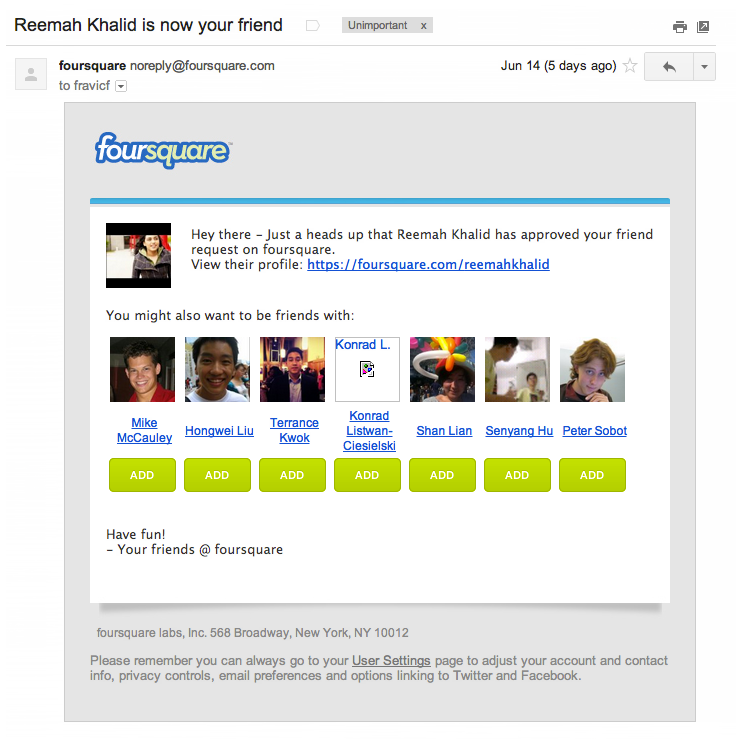 Reemah Khalid is now your friend
Unimportant x
foursquare noreply@foursquare.com
Jun 14 (5 days ago)
to fravicf
foursquare™
Hey there - Just a heads up that Reemah Khalid has approved your friend
request on foursquare.
View their profile: https://foursquare.com/reemahkhalid
You might also want to be friends with:
Konrad L.
Mike
McCauley
Hongwei Liu
Terrance
Kwok
Konrad
Listwan-
Ciesielski
Shan Lian
Senyang Hu
Peter Sobot
ADD ADD ADD ADD ADD ADD ADD
Have fun!
- Your friends @ foursquare
foursquare labs, Inc. 568 Broadway, New York, NY 10012
Please remember you can always go to your User Settings page to adjust your account and contact
info, privacy controls, email preferences and options linking to Twitter and Facebook.